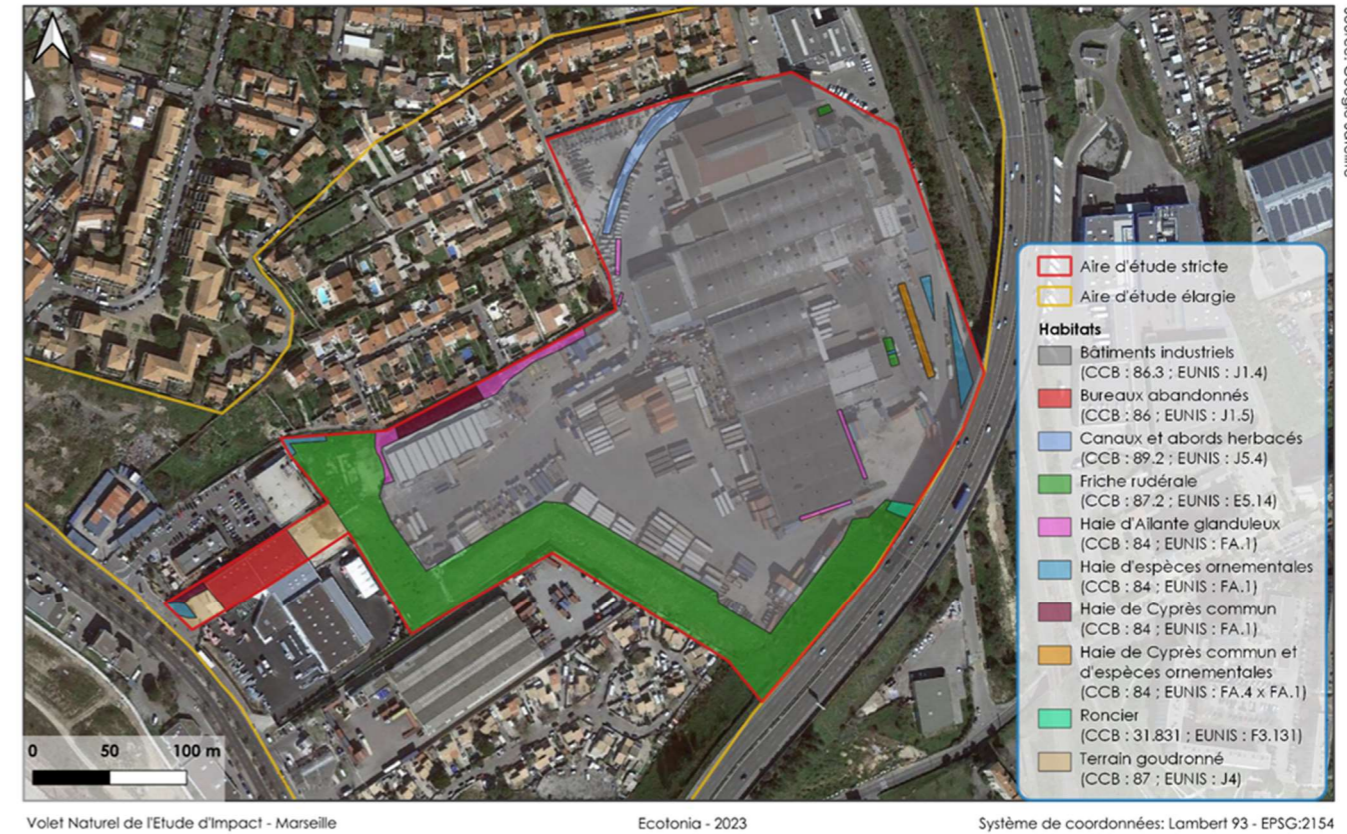 Aire d'étude stricte
Aire d'étude élargie
Habitats
Bâtiments industriels
(CCB : 86.3 ; EUNIS : J1.4)
Bureaux abandonnés
(CCB : 86 ; EUNIS : J1.5)
Canaux et abords herbacés
(CCB : 89.2 ; EUNIS : J5.4)
Friche rudérale
(CCB : 87.2 ; EUNIS : E5.14)
Haie d'Ailante glanduleux
(CCB : 84 ; EUNIS : FA.1)
Haie d'espèces ornementales
(CCB : 84 ; EUNIS : FA.1)
Haie de Cyprès commun
(CCB : 84 ; EUNIS : FA.1)
Haie de Cyprès commun et
d'espèces ornementales
(CCB : 84 ; EUNIS : FA.4 x FA.1)
Roncier
(CCB : 31.831 ; EUNIS : F3.131)
Terrain goudronné
(CCB : 87 ; EUNIS : J4)
0 50 100 m
Volet Naturel de l'Etude d'Impact - Marseille
Ecotonia - 2023
Système de coordonnées: Lambert 93 - EPSG:2154